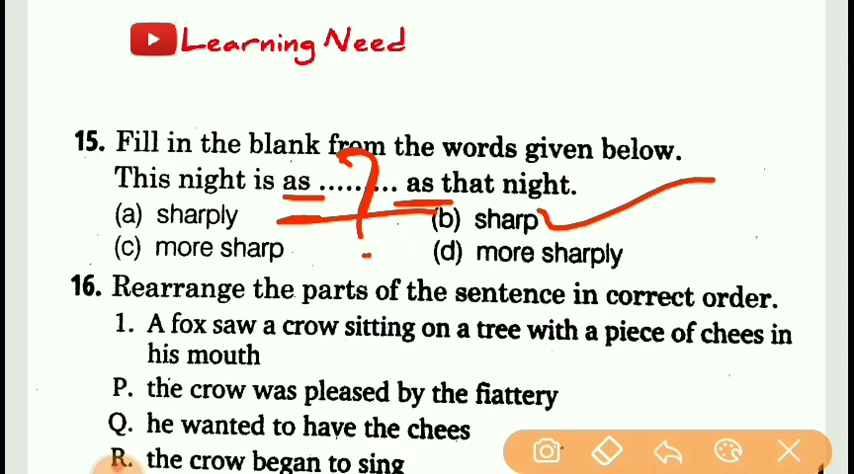 Learning Need
15. Fill in the blank from the words given below.
This night is as ......... as that night.
(a) sharply (b) sharp
(c) more sharp (d) more sharply
16. Rearrange the parts of the sentence in correct order.
1. A fox saw a crow sitting on a tree with a piece of chees in
his mouth
P. the crow was pleased by the fiattery
Q. he wanted to have the chees
R. the crow began to sing